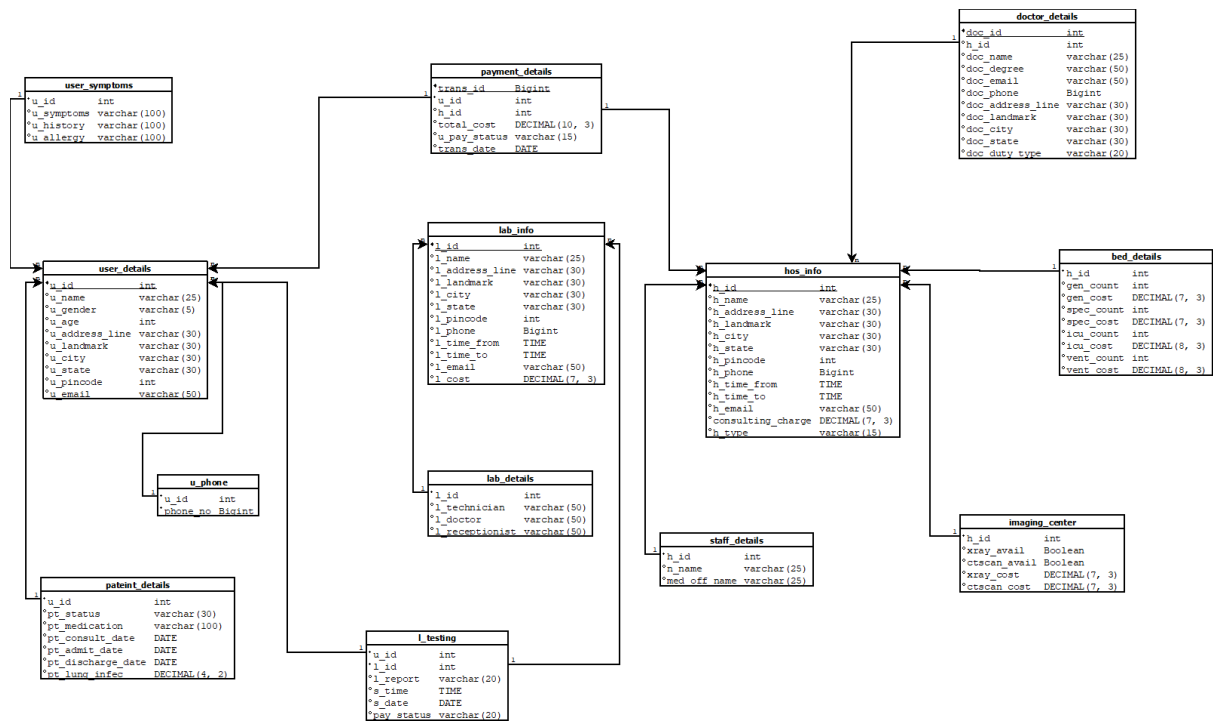 doctor_details
doc_id int
h_id int
doc_name varchar(25)
doc_degree varchar(50)
doc_email varchar(50)
doc_phone Bigint
doc_address_line varchar(30)
doc_landmark varchar(30)
doc_city varchar(30)
doc_state varchar(30)
doc_duty_type varchar(20)
1
payment_details
trans_id Bigint
u_id int
h_id int
total_cost DECIMAL(10, 3)
u_pay_status varchar(15)
trans_date DATE
1
1
user_symptoms
u_id int
u_symptoms varchar(100)
u_history varchar(100)
u_allergy varchar(100)
1
lab_info
l_id int
l_name varchar(25)
l_address_line varchar(30)
l_landmark varchar(30)
l_city varchar(30)
l_state varchar(30)
l_pincode int
l_phone Bigint
l_time_from TIME
l_time_to TIME
l_email varchar(50)
l_cost DECIMAL(7, 3)
user_details
u_id int
u_name varchar(25)
u_gender varchar(5)
u_age int
u_address_line varchar(30)
u_landmark varchar(30)
u_city varchar(30)
u_state varchar(30)
u_pincode int
u_email varchar(50)
hos_info
h_id int
h_name varchar(25)
h_address_line varchar(30)
h_landmark varchar(30)
h_city varchar(30)
h_state varchar(30)
h_pincode int
h_phone Bigint
h_time_from TIME
h_time_to TIME
h_email varchar(50)
consulting_charge DECIMAL(7, 3)
h_type varchar(15)
n
bed_details
h_id int
gen_count int
gen_cost DECIMAL(7, 3)
spec_count int
spec_cost DECIMAL(7, 3)
icu_count int
icu_cost DECIMAL(8, 3)
vent_count int
vent_cost DECIMAL(8, 3)
1
u_phone
u_id int
phone_no Bigint
1
lab_details
l_id int
l_technician varchar(50)
l_doctor varchar(50)
l_receptionist varchar(50)
1
staff_details
h_id int
n_name varchar(25)
med_off_name varchar(25)
1
imaging_center
h_id int
xray_avail Boolean
ctscan_avail Boolean
xray_cost DECIMAL(7, 3)
ctscan_cost DECIMAL(7, 3)
1
pateint_details
u_id int
pt_status varchar(30)
pt_medication varchar(100)
pt_consult_date DATE
pt_admit_date DATE
pt_discharge_date DATE
pt_lung_infec DECIMAL(4, 2)
1
l_testing
u_id int
l_id int
l_report varchar(20)
s_time TIME
s_date DATE
pay_status varchar(20)
1
1